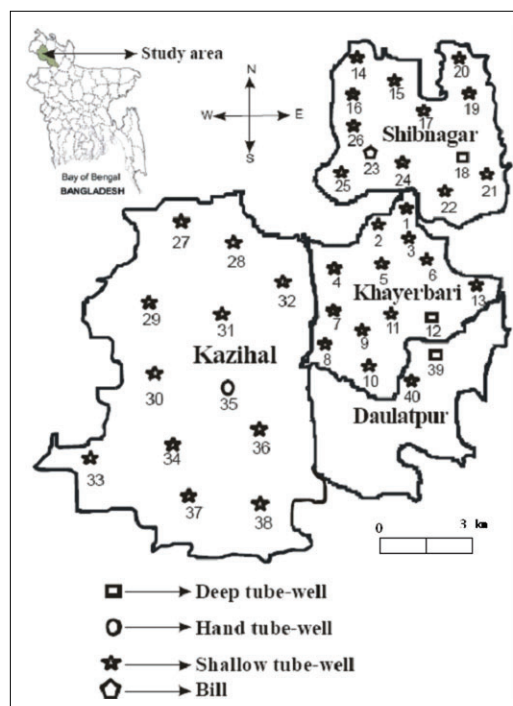 Study area
N
W E
S
Bay of Bengal
BANGLADESH
14 20
15
16 19
17
26 Shibnagar
23 18
24
25 21
22
1
2
3
27
28
4 5 6
32 Khayerbari 13
29
31
7 11 12
9
Kazihal 8
39
30 10
35 40
Daulatpur
36
34
33
37
38
0 3 km
Deep tube-well
Hand tube-well
Shallow tube-well
Bill